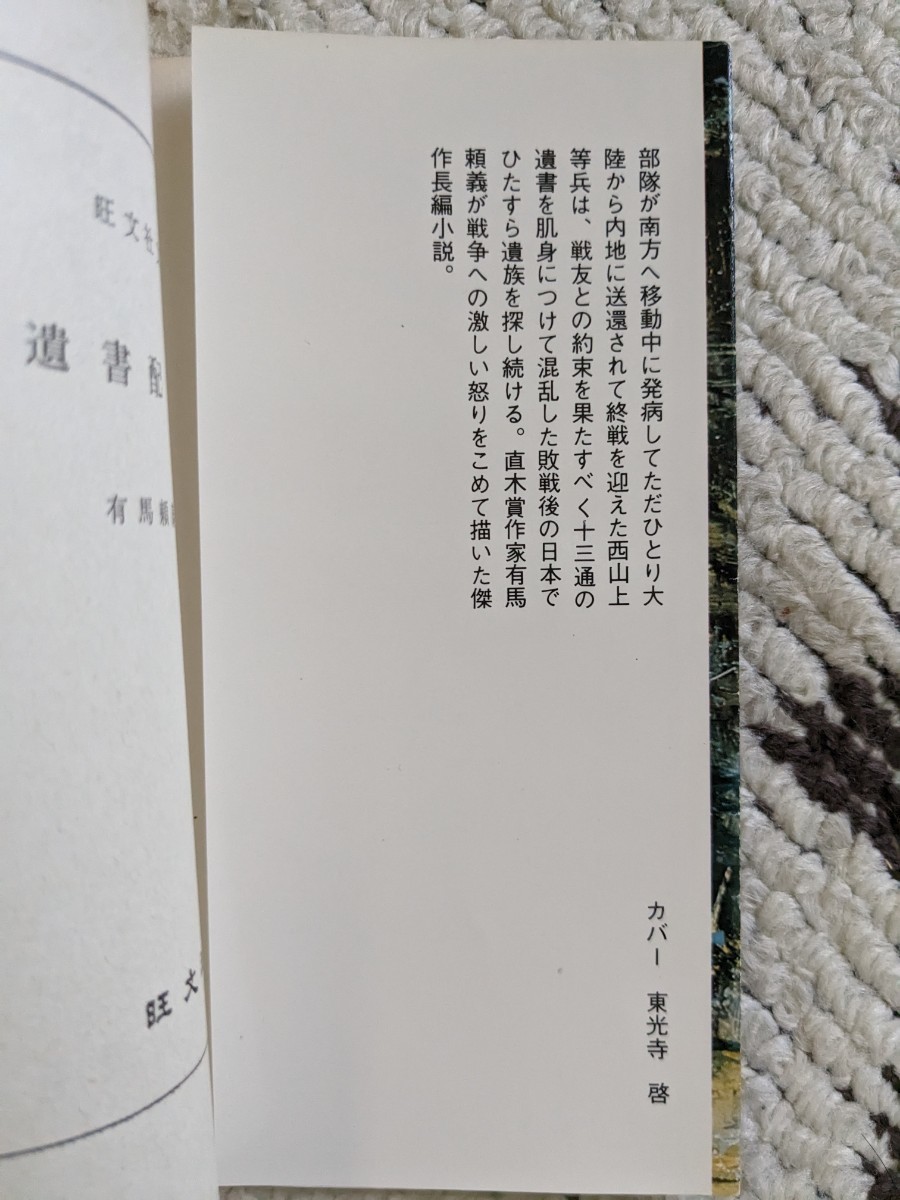 部隊が南方へ移動中に発病してただひとり大
陸から内地に送還されて終戦を迎えた西山上
等兵は、戦友との約束を果たすべく十三通の
遺書を肌身につけて混乱した敗戦後の日本で
ひたすら遺族を探し続ける。直木賞作家有馬
頼義が戦争への激しい怒りをこめて描いた傑
作長編小説。
カバー 東光寺 啓
旺文社
遺書配
有馬頼
旺文